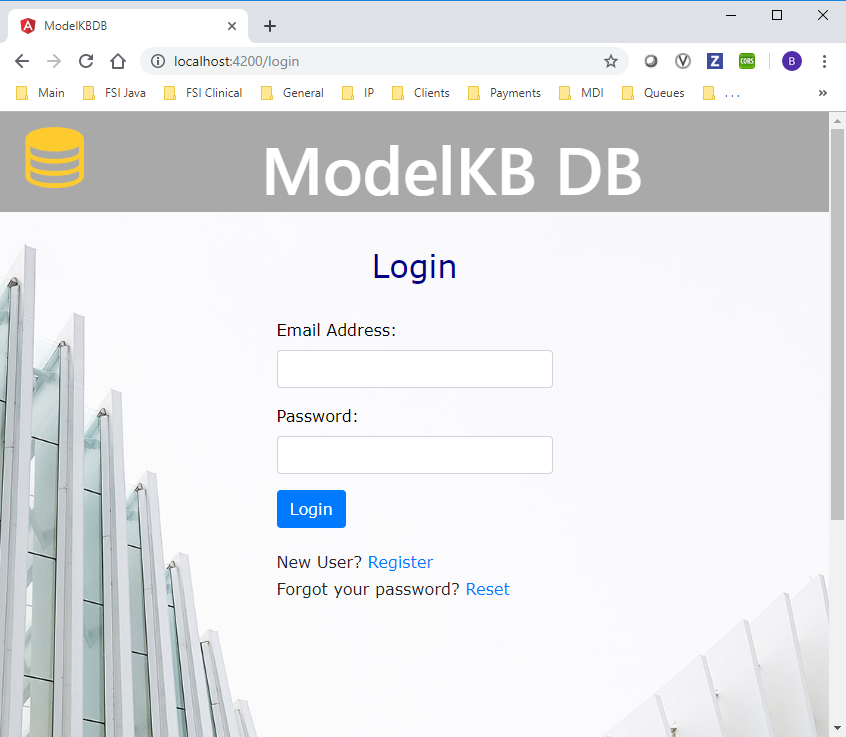 ModelKBDB
localhost:4200/login
V
Z
CORS
B
Main FSI Java FSI Clinical General IP Clients Payments MDI Queues . . . »
ModelKB DB
Login
Email Address:
Password:
Login
New User? Register
Forgot your password? Reset